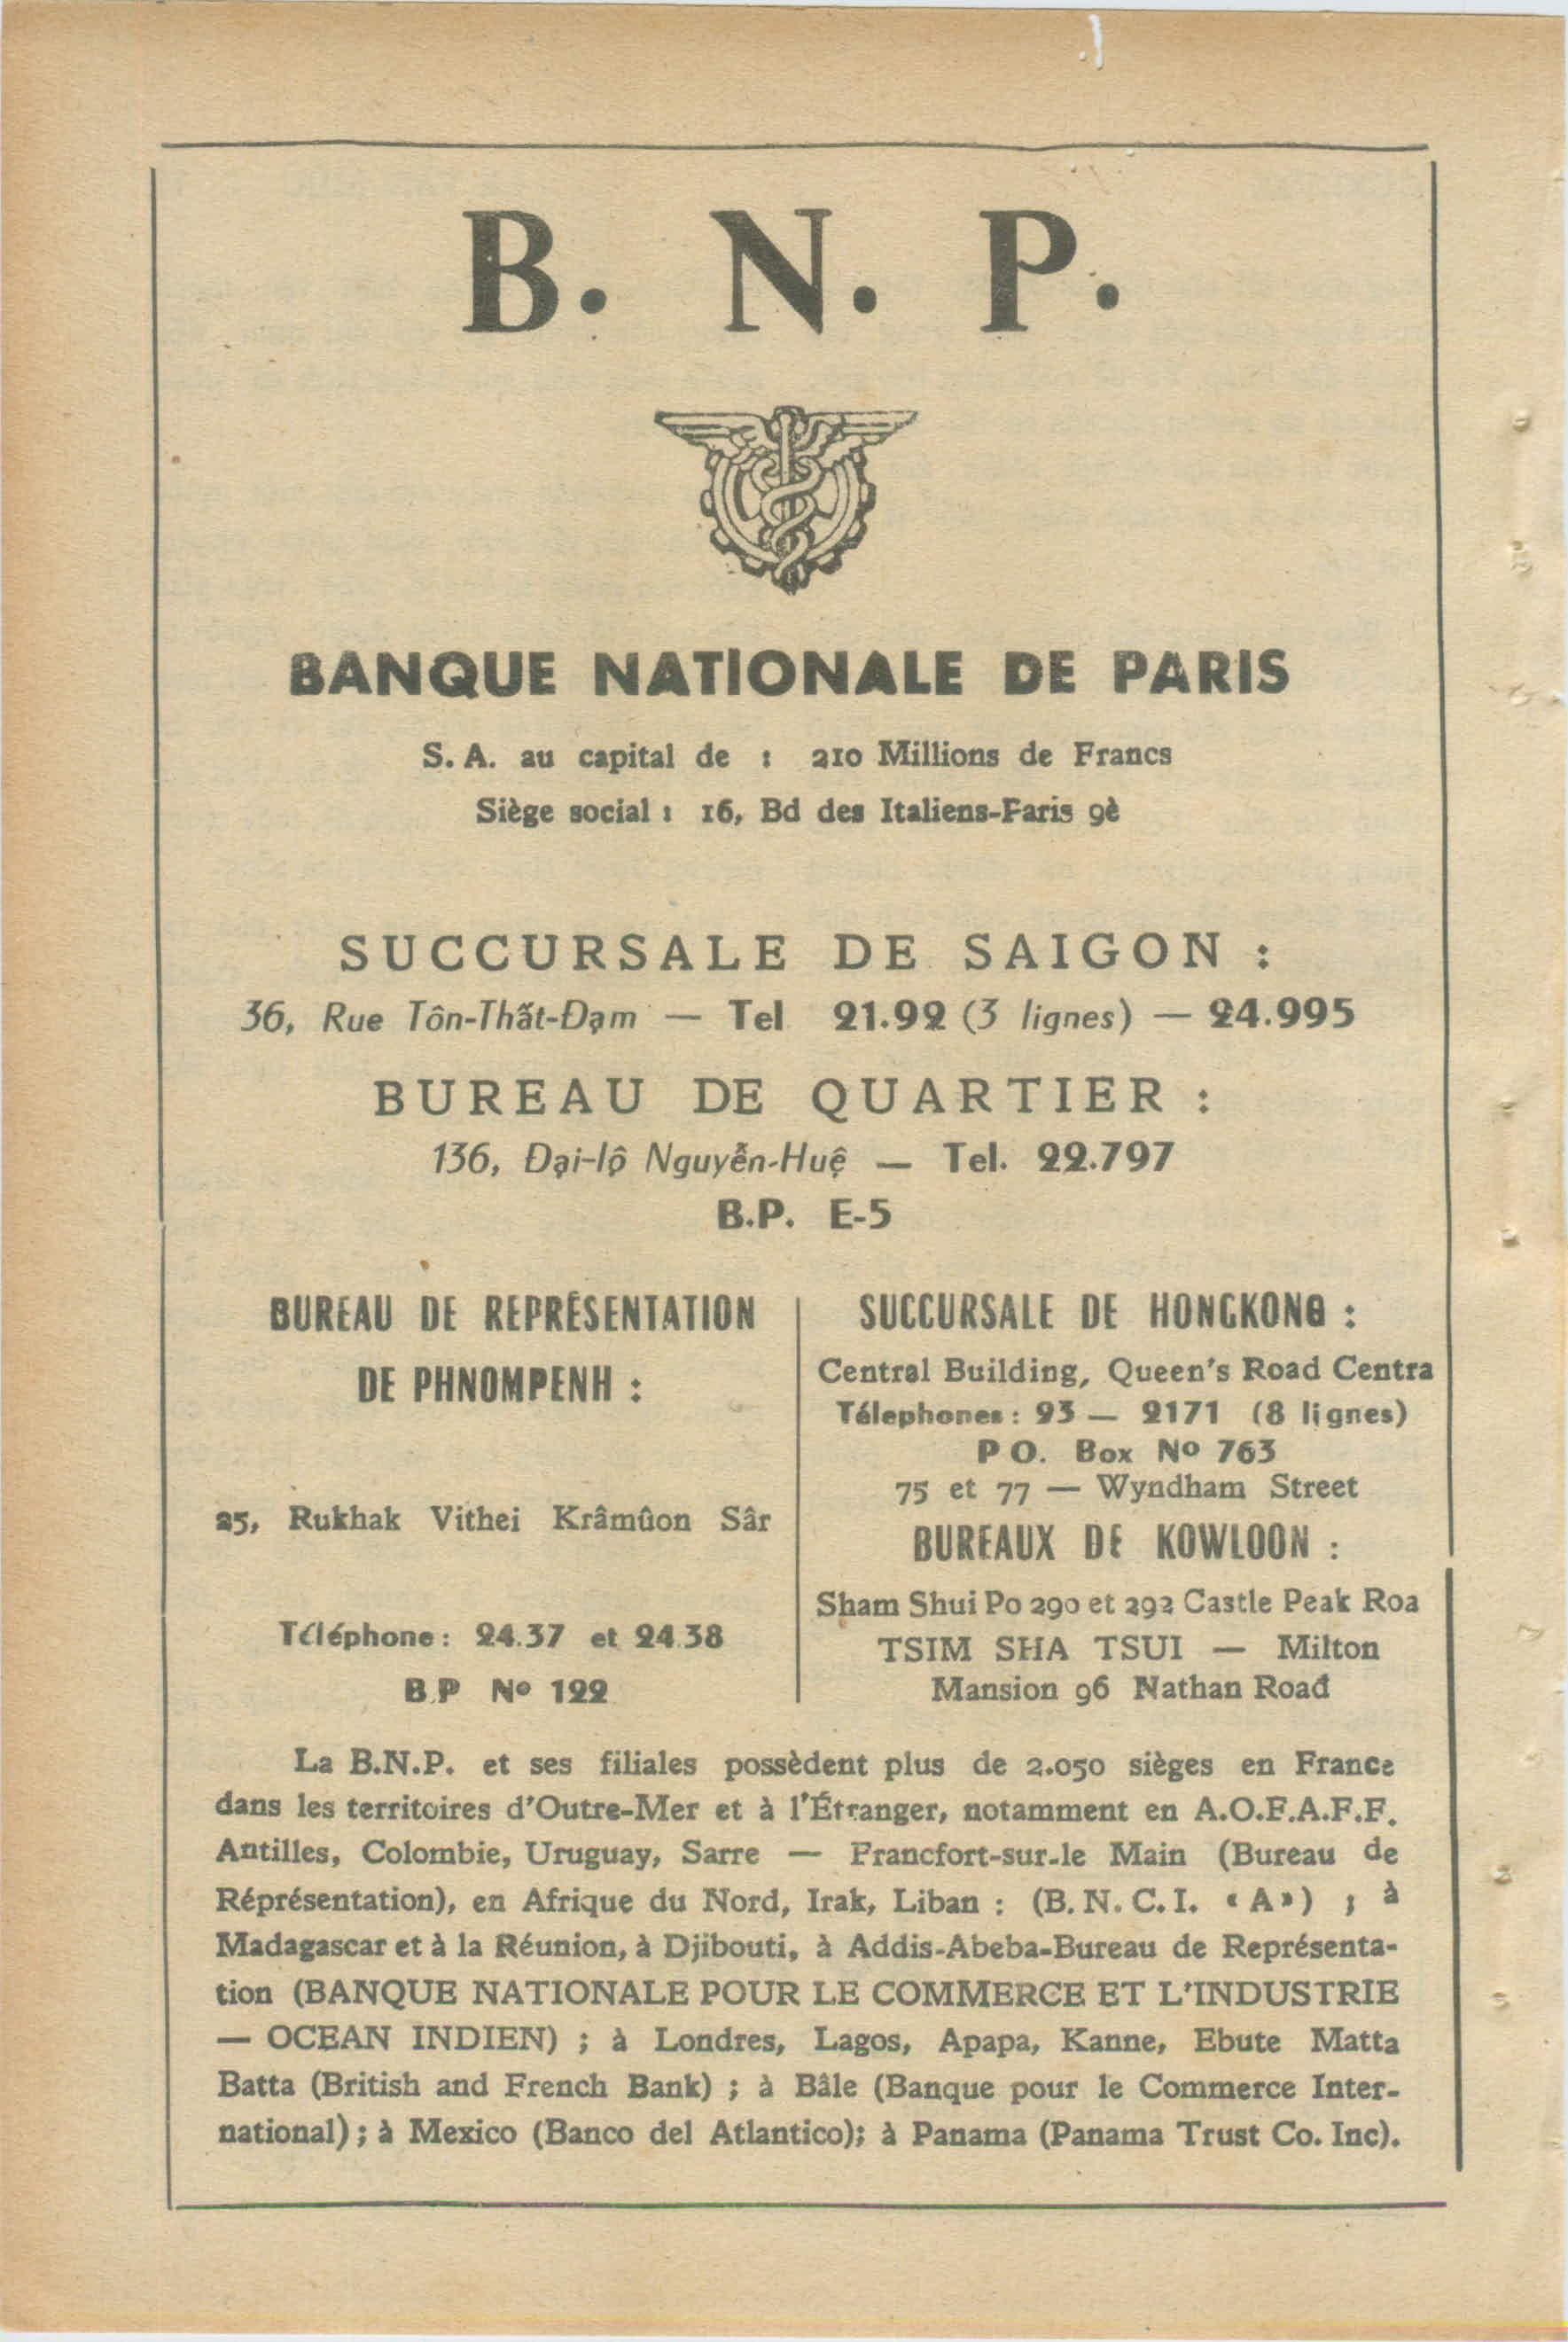 B. N. P.
BANQUE NATIONALE DE PARIS
S. A. au capital de : 210 Millions de Francs
Siège social : 16, Bd des Italiens-Paris 9è
SUCCURSALE DE SAIGON :
36, Rue Tôn-Thất-Đạm — Tel 21.92 (3 lignes) — 24.995
BUREAU DE QUARTIER :
136, Đại-lộ Nguyễn-Huệ — Tel. 22.797
B.P. E-5
BUREAU DE REPRÉSENTATION
DE PHNOMPENH :
25, Rukhak Vithei Krâmûon Sâr
Téléphone : 24.37 et 24.38
B.P Nº 122
SUCCURSALE DE HONGKONG :
Central Building, Queen's Road Centra
Télephones : 23 — 2171 (8 lignes)
P O. Box Nº 763
75 et 77 — Wyndham Street
BUREAUX DE KOWLOON :
Sham Shui Po 290 et 292 Castle Peak Roa
TSIM SHA TSUI — Milton
Mansion 96 Nathan Road
La B.N.P. et ses filiales possèdent plus de 2.050 sièges en France
dans les territoires d'Outre-Mer et à l'Étranger, notamment en A.O.F.A.F.F.
Antilles, Colombie, Uruguay, Sarre — Francfort-sur-le Main (Bureau de
Réprésentation), en Afrique du Nord, Irak, Liban : (B. N. C. I. « A ») ; à
Madagascar et à la Réunion, à Djibouti, à Addis-Abeba-Bureau de Représenta-
tion (BANQUE NATIONALE POUR LE COMMERCE ET L'INDUSTRIE
— OCEAN INDIEN) ; à Londres, Lagos, Apapa, Kanne, Ebute Matta
Batta (British and French Bank) ; à Bâle (Banque pour le Commerce Inter-
national) ; à Mexico (Banco del Atlantico); à Panama (Panama Trust Co. Inc).